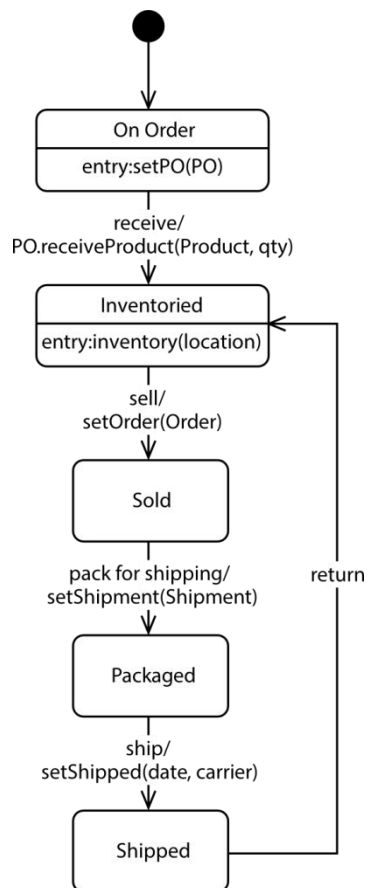 On Order
entry:setPO(PO)
receive/
PO.receiveProduct(Product, qty)
Inventoried
entry:inventory(location)
sell/
setOrder(Order)
Sold
pack for shipping/
setShipment(Shipment)
return
Packaged
ship/
setShipped(date, carrier)
Shipped